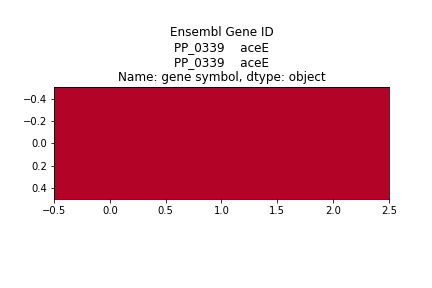 Ensembl Gene ID
PP_0339    aceE
PP_0339    aceE
Name: gene symbol, dtype: object
−0.4
−0.2
0.0
0.2
0.4
−0.5 0.0 0.5 1.0 1.5 2.0 2.5